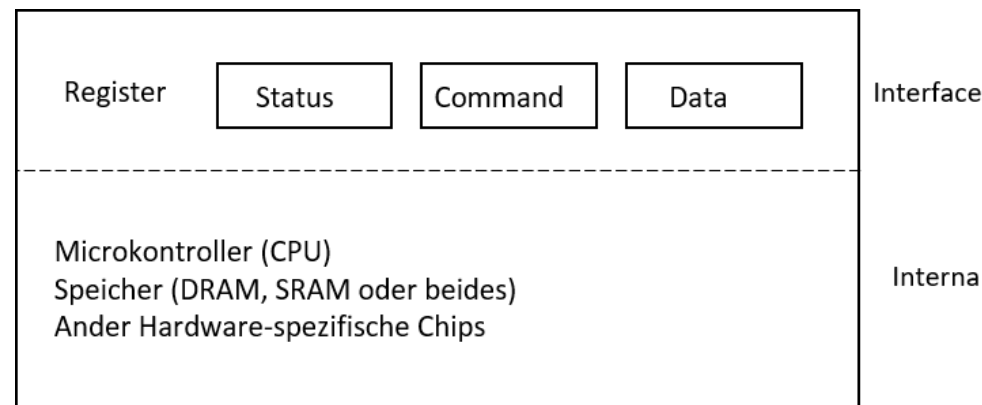 Register Status Command Data Interface
Microkontroller (CPU)
Speicher (DRAM, SRAM oder beides)
Ander Hardware-spezifische Chips
Interna